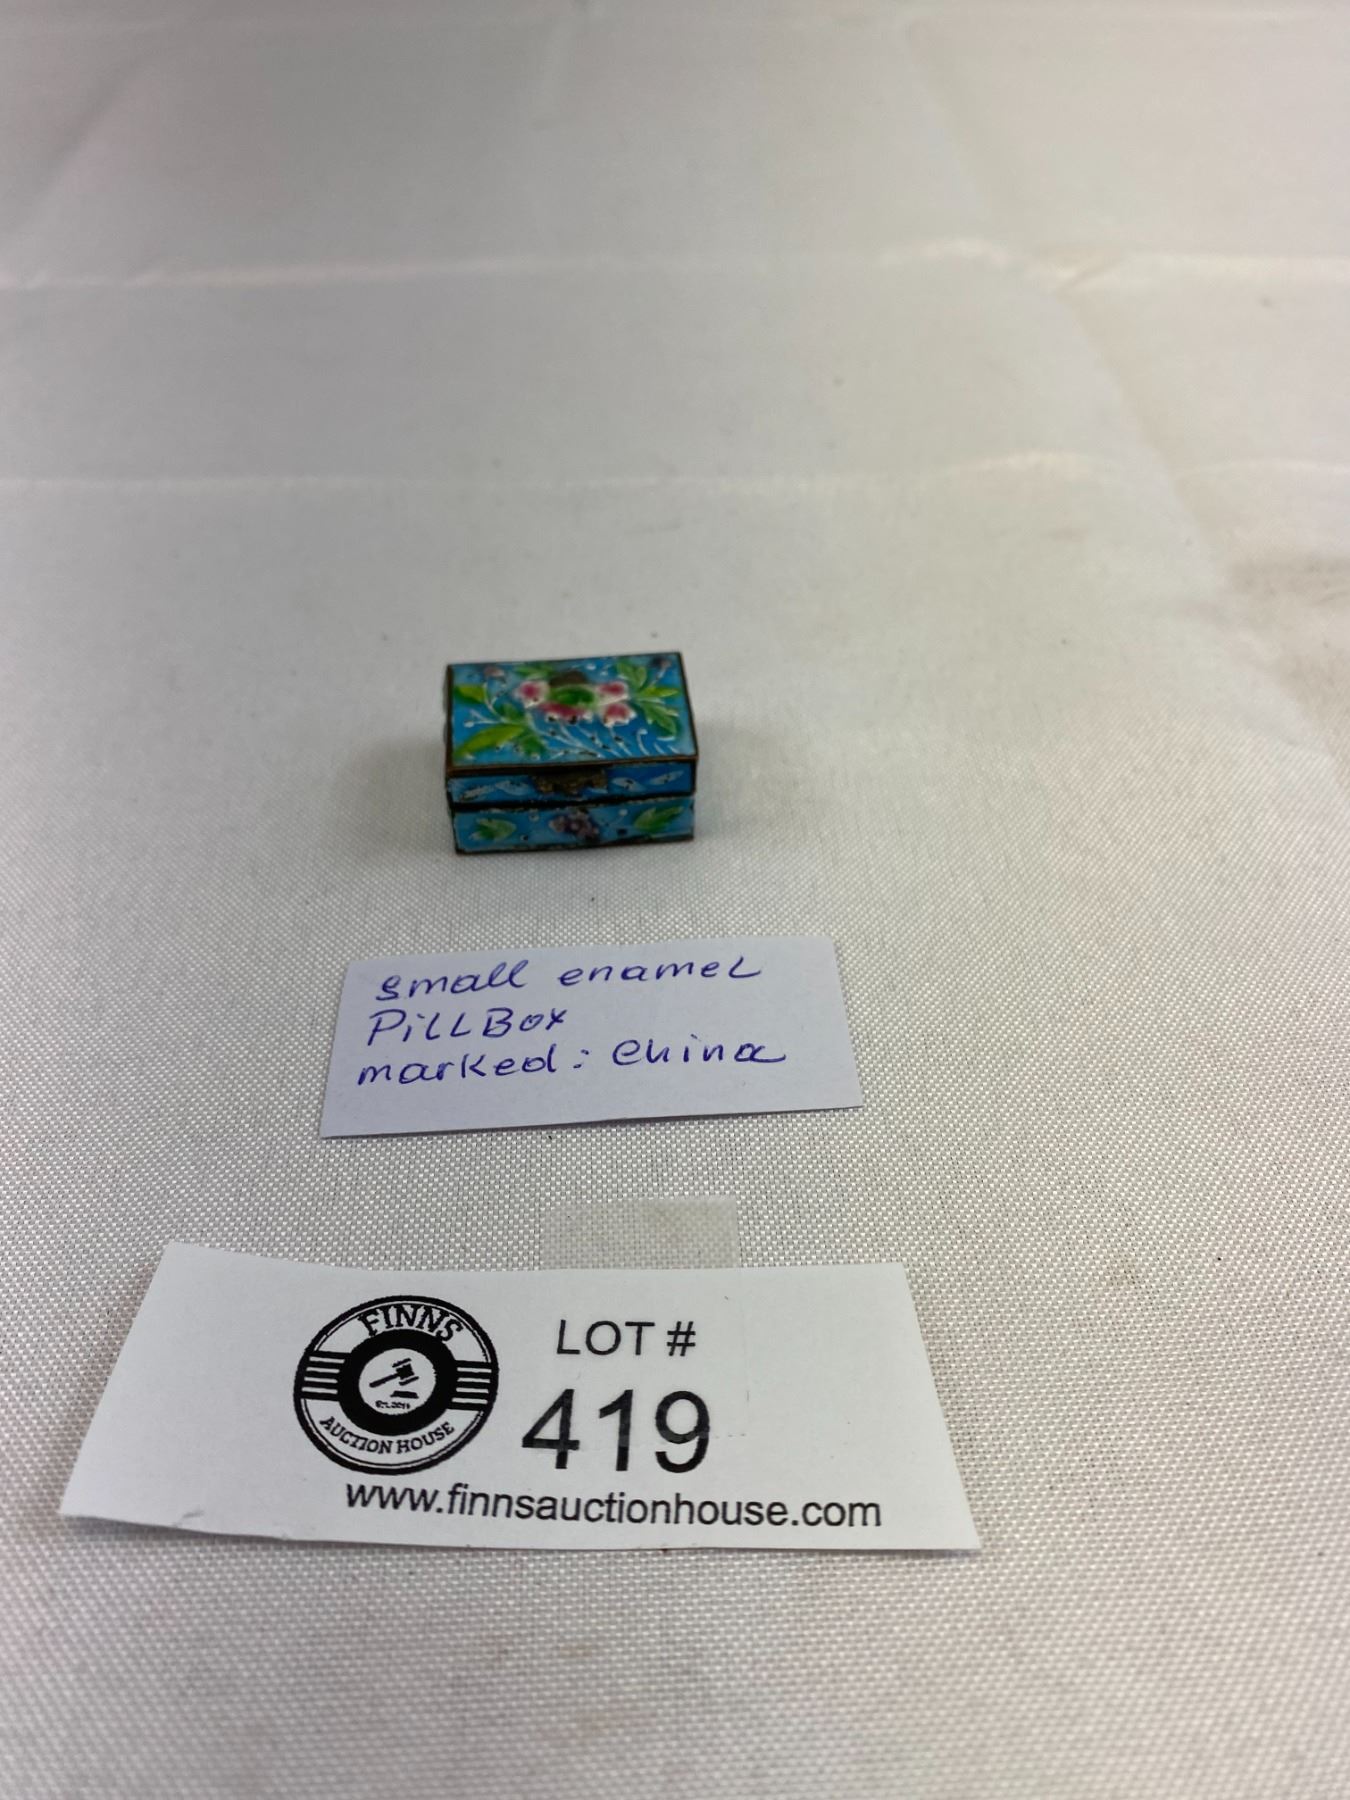 small enamel
PiLLBox
marked: China
FINNS
AUCTION HOUSE
LOT #
419
www.finnsauctionhouse.com